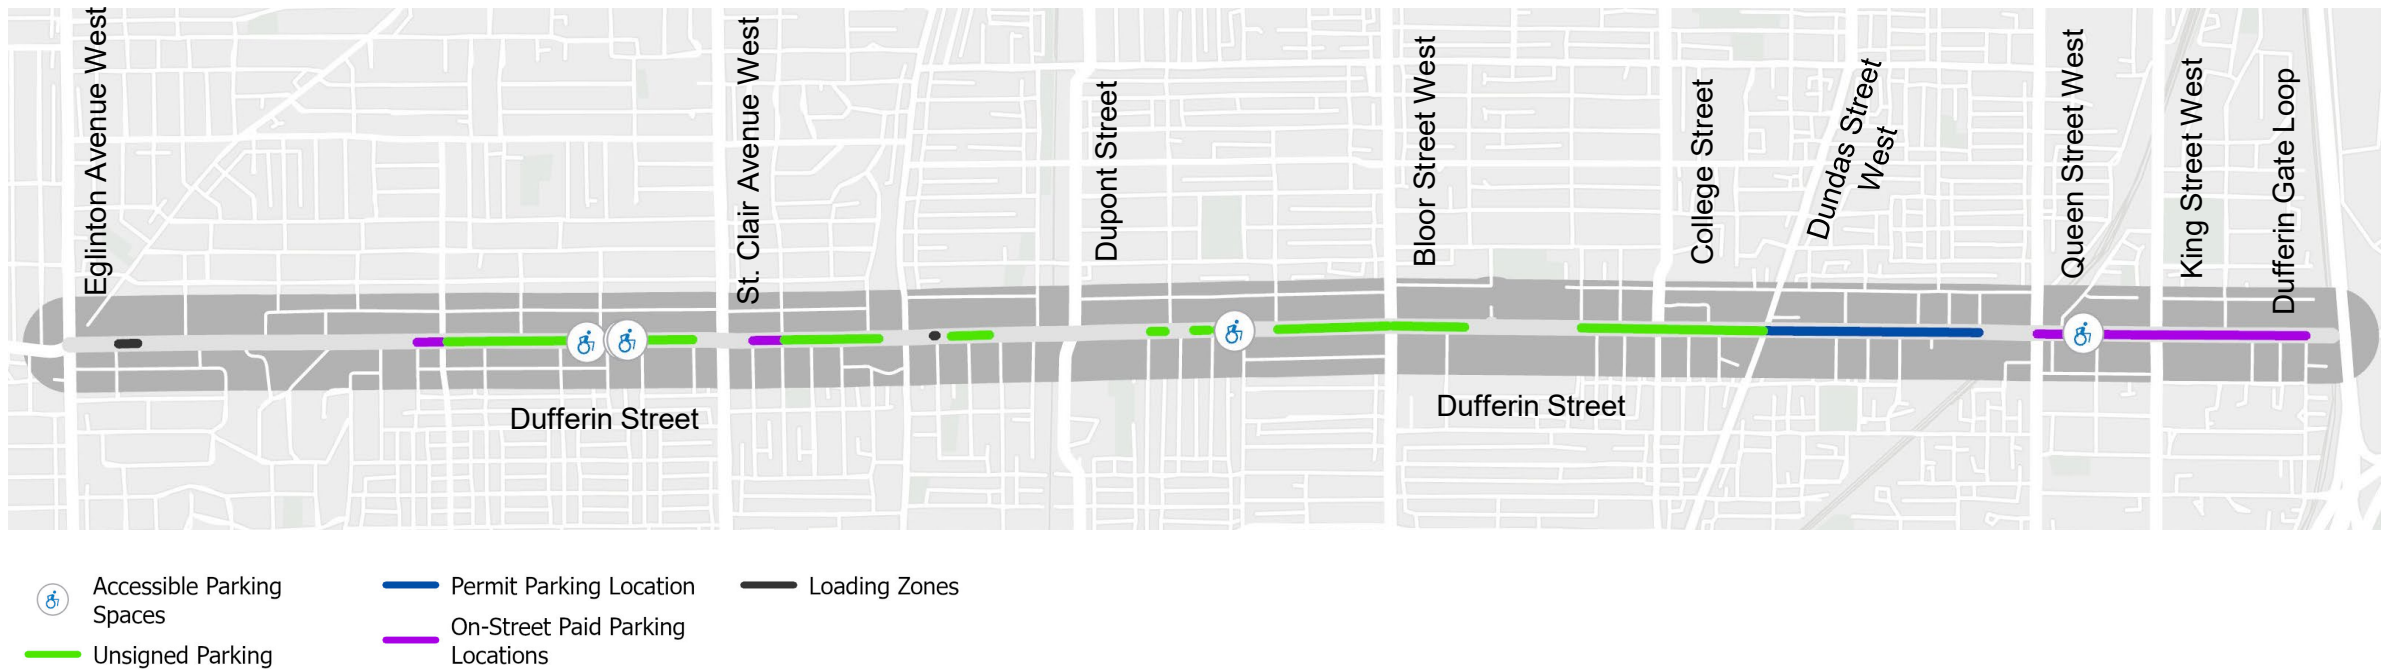 Eglinton Avenue West
St. Clair Avenue West
Dupont Street
Bloor Street West
College Street
Dundas Street
West
Queen Street West
King Street West
Dufferin Gate Loop
Dufferin Street
Dufferin Street
Accessible Parking
Spaces
Unsigned Parking
Permit Parking Location
On-Street Paid Parking
Locations
Loading Zones